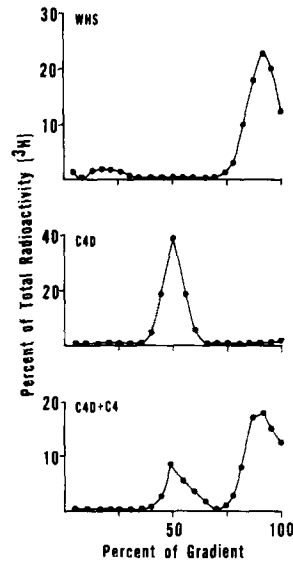 Percent of Total Radioactivity (³H)
WHS
30
20
10
C4D
40
20
C4D+C4
20
10
50
100
Percent of Gradient